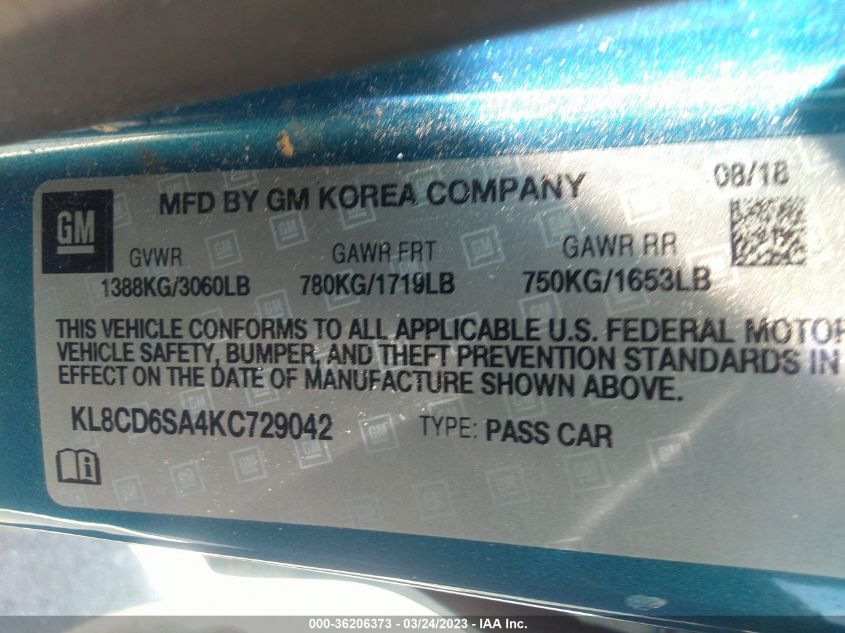 MFD BY GM KOREA COMPANY 08/18
GM
GVWR GAWR FRT GAWR RR
1388KG/3060LB 780KG/1719LB 750KG/1653LB
THIS VEHICLE CONFORMS TO ALL APPLICABLE U.S. FEDERAL MOTOR
VEHICLE SAFETY, BUMPER, AND THEFT PREVENTION STANDARDS IN
EFFECT ON THE DATE OF MANUFACTURE SHOWN ABOVE.
KL8CD6SA4KC729042 TYPE: PASS CAR
000-36206373 - 03/24/2023 - IAA Inc.